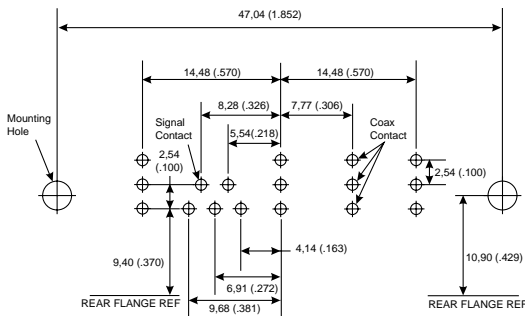 47,04 (1.852)
14,48 (.570)
14,48 (.570)
8,28 (.326)
7,77 (.306)
Mounting
Hole
Signal
Contact
Coax
Contact
5,54(.218)
2,54
(.100)
2,54 (.100)
4,14 (.163)
9,40 (.370)
10,90 (.429)
6,91 (.272)
REAR FLANGE REF
9,68 (.381)
REAR FLANGE REF